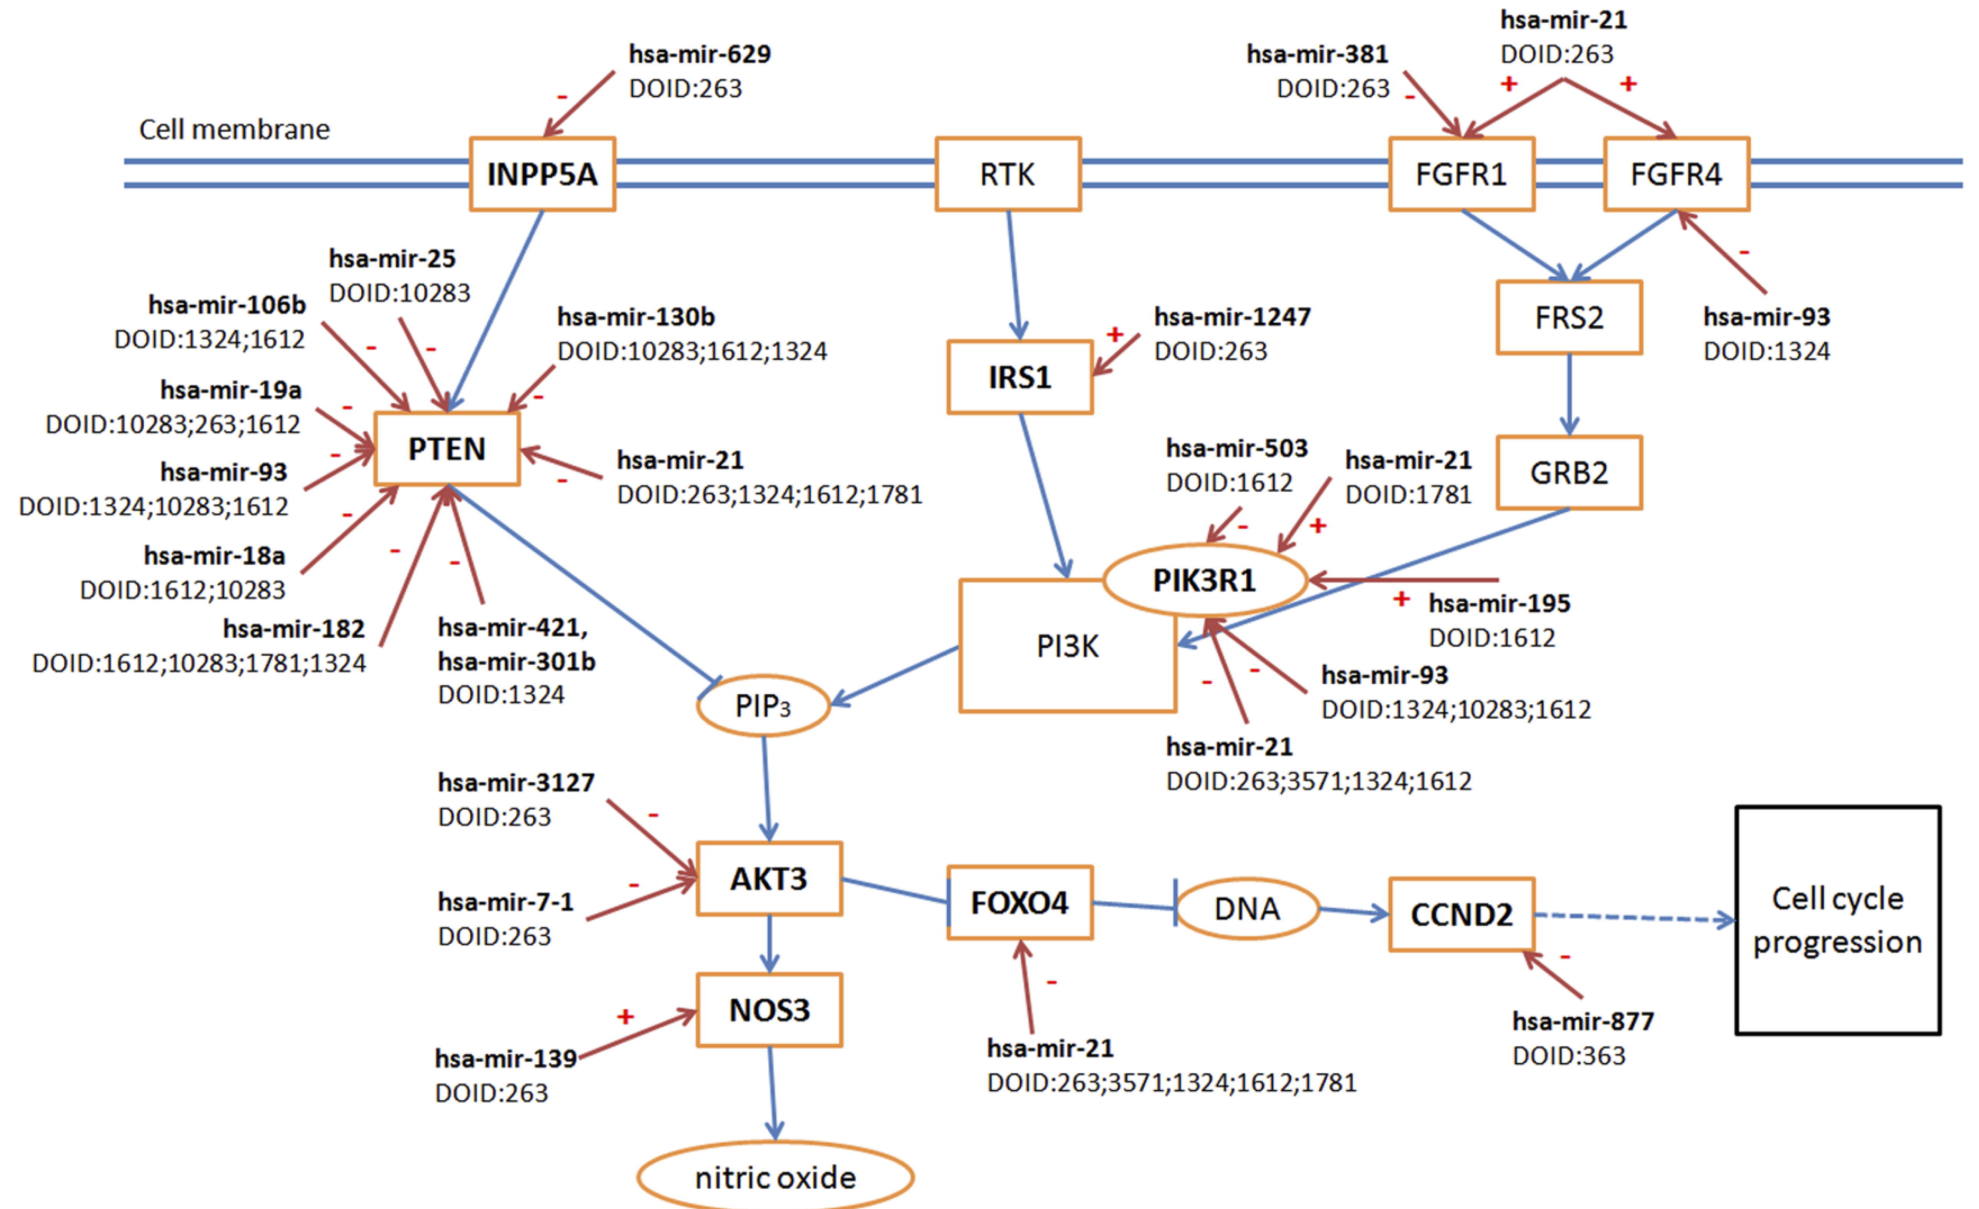 hsa-mir-21
DOID:263
+
+
hsa-mir-629
DOID:263
-
hsa-mir-381
DOID:263
-
Cell membrane
INPP5A
RTK
FGFR1
FGFR4
-
hsa-mir-93
DOID:1324
hsa-mir-25
DOID:10283
-
hsa-mir-106b
DOID:1324;1612
-
hsa-mir-130b
DOID:10283;1612;1324
-
hsa-mir-19a
DOID:10283;263;1612
-
PTEN
hsa-mir-93
DOID:1324;10283;1612
-
hsa-mir-21
DOID:263;1324;1612;1781
-
hsa-mir-18a
DOID:1612;10283
-
hsa-mir-182
DOID:1612;10283;1781;1324
-
hsa-mir-421,
hsa-mir-301b
DOID:1324
-
FRS2
IRS1
+
hsa-mir-1247
DOID:263
GRB2
hsa-mir-503
DOID:1612
-
hsa-mir-21
DOID:1781
+
PIK3R1
+
hsa-mir-195
DOID:1612
PI3K
-
hsa-mir-93
DOID:1324;10283;1612
-
hsa-mir-21
DOID:263;3571;1324;1612
PIP3
hsa-mir-3127
DOID:263
-
AKT3
hsa-mir-7-1
DOID:263
-
FOXO4
DNA
CCND2
Cell cycle
progression
-
hsa-mir-877
DOID:363
-
hsa-mir-21
DOID:263;3571;1324;1612;1781
NOS3
+
hsa-mir-139
DOID:263
nitric oxide